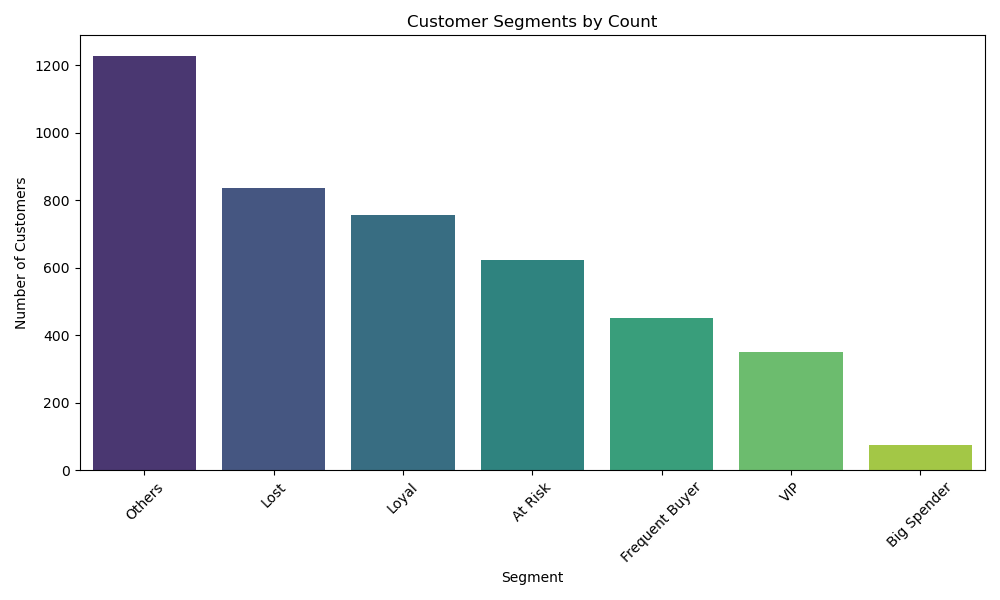 Customer Segments by Count
Number of Customers
1200
1000
800
600
400
200
0
Others
Lost
Loyal
At Risk
Frequent Buyer
VIP
Big Spender
Segment